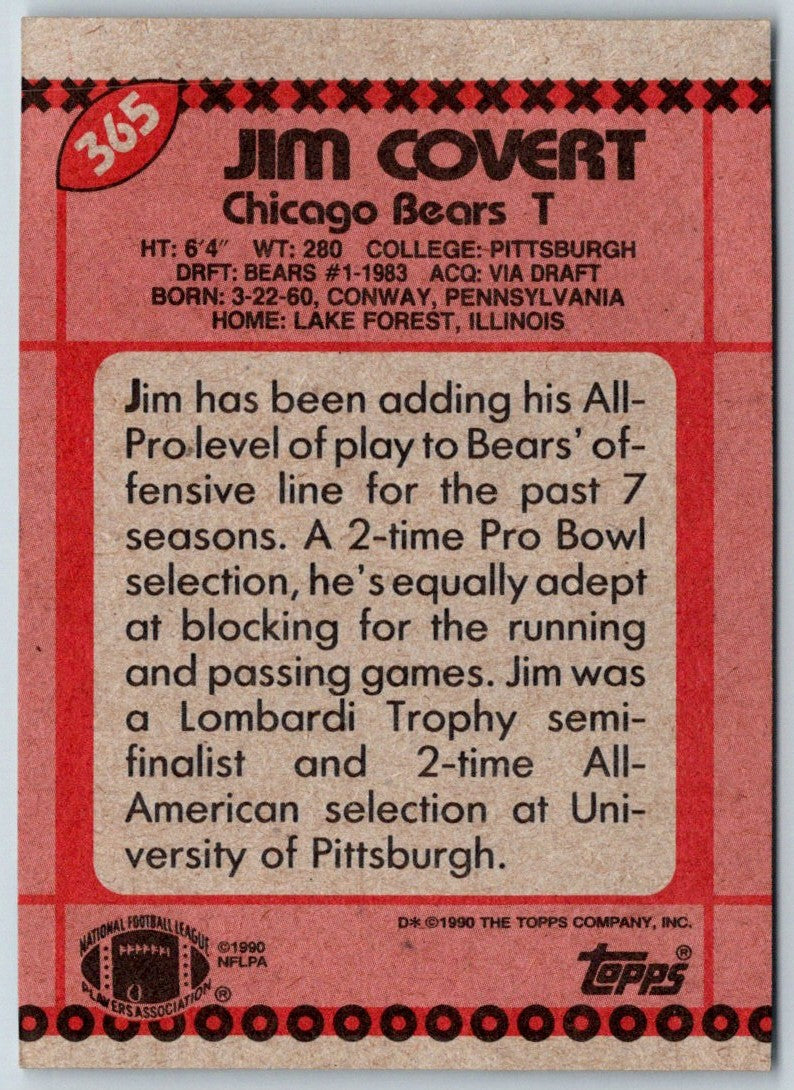 365
JIM COVERT
Chicago Bears T
HT: 6'4" WT: 280 COLLEGE: PITTSBURGH
DRFT: BEARS #1-1983 ACQ: VIA DRAFT
BORN: 3-22-60, CONWAY, PENNSYLVANIA
HOME: LAKE FOREST, ILLINOIS
Jim has been adding his All-
Pro level of play to Bears' of-
fensive line for the past 7
seasons. A 2-time Pro Bowl
selection, he's equally adept
at blocking for the running
and passing games. Jim was
a Lombardi Trophy semi-
finalist and 2-time All-
American selection at Uni-
versity of Pittsburgh.
D* ©1990 THE TOPPS COMPANY, INC.
NATIONAL FOOTBALL LEAGUE
PLAYERS ASSOCIATION ®
©1990
NFLPA
topps®